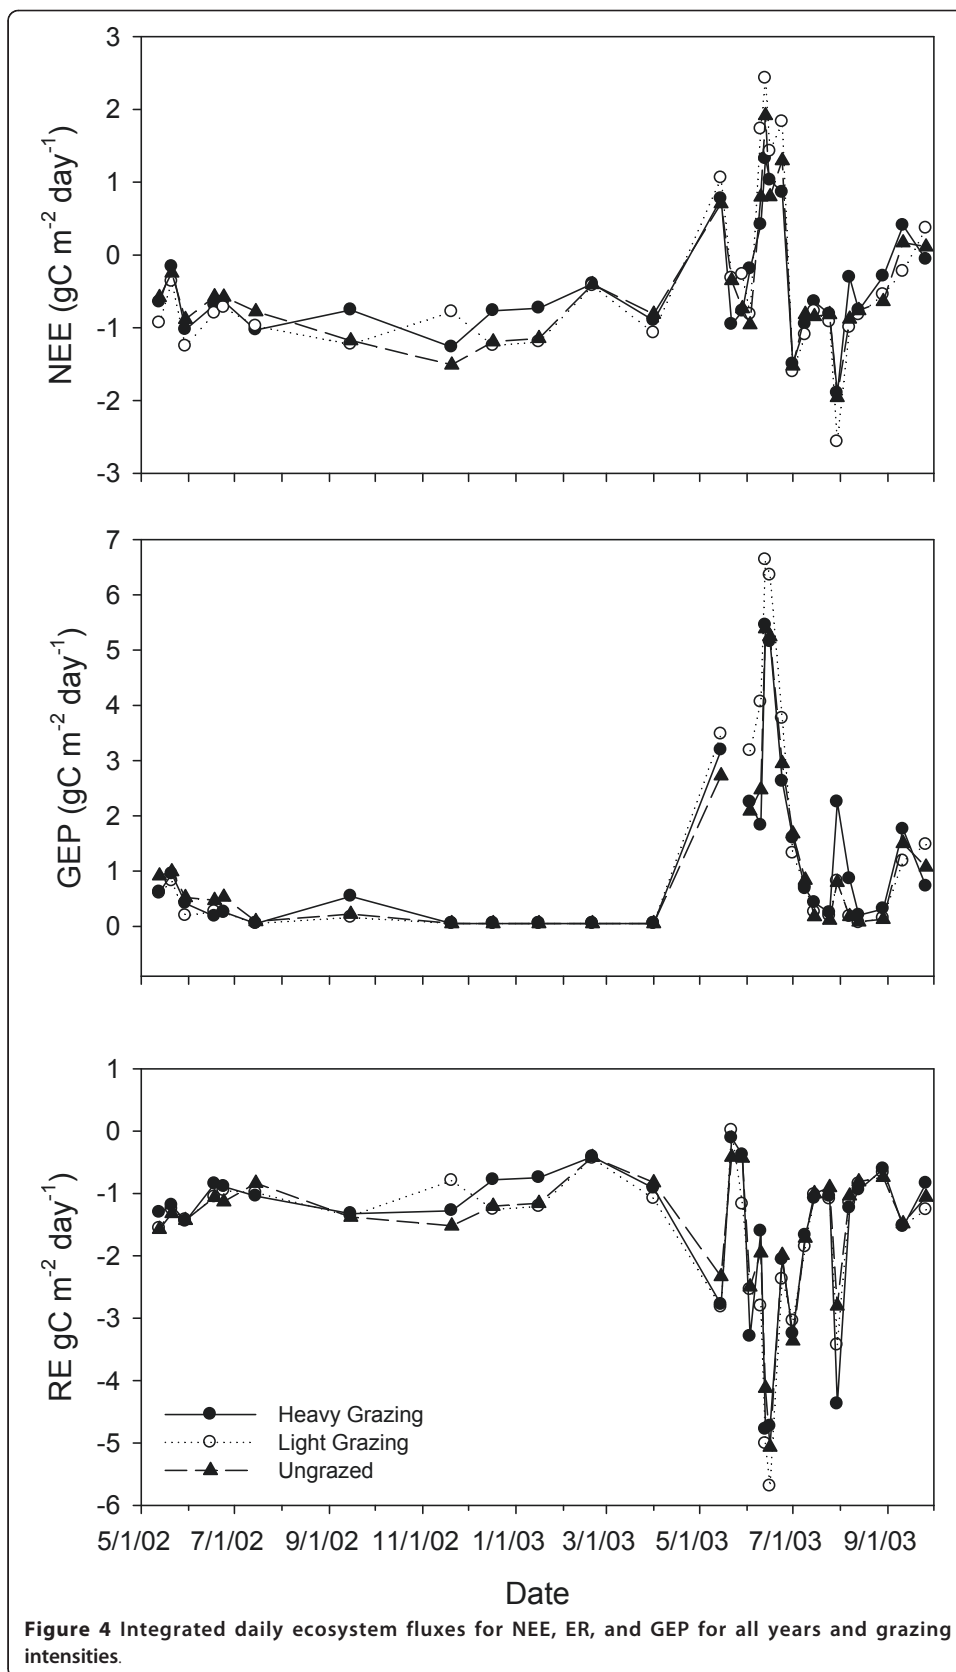 3
2
1
0
-1
-2
-3
NEE (gC m-2 day-1)
7
6
5
4
3
2
1
0
GEP (gC m-2 day-1)
1
0
-1
-2
-3
-4
-5
-6
RE gC m-2 day-1)
Heavy Grazing
Light Grazing
Ungrazed
5/1/02 7/1/02 9/1/02 11/1/02 1/1/03 3/1/03 5/1/03 7/1/03 9/1/03
Date
Figure 4 Integrated daily ecosystem fluxes for NEE, ER, and GEP for all years and grazing
intensities.